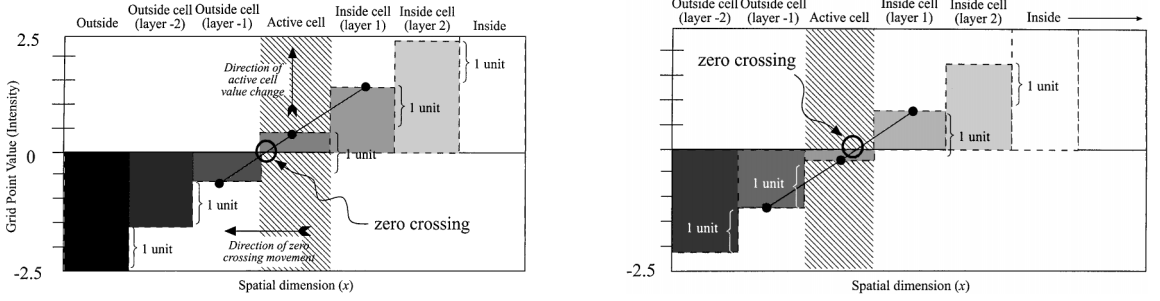 Outside
Outside cell
(layer -2)
Outside cell
(layer -1)
Active cell
Inside cell
(layer 1)
Inside cell
(layer 2)
Inside
2.5
0
-2.5
Grid Point Value (Intensity)
Direction of
active cell
value change
1 unit
1 unit
1 unit
1 unit
1 unit
zero crossing
Direction of zero
crossing movement
Spatial dimension (x)
Outside cell
(layer -2)
Outside cell
(layer -1)
Active cell
Inside cell
(layer 1)
Inside cell
(layer 2)
Inside
zero crossing
1 unit
1 unit
1 unit
1 unit
-2.5
Spatial dimension (x)